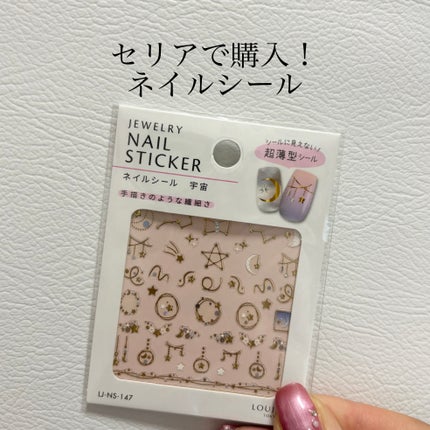 セリアで購入！
ネイルシール
JEWELRY
NAIL
STICKER
ネイルシール 宇宙
手描きのような繊細さ
シールに見えない!
超薄型シール
LJ-NS-147